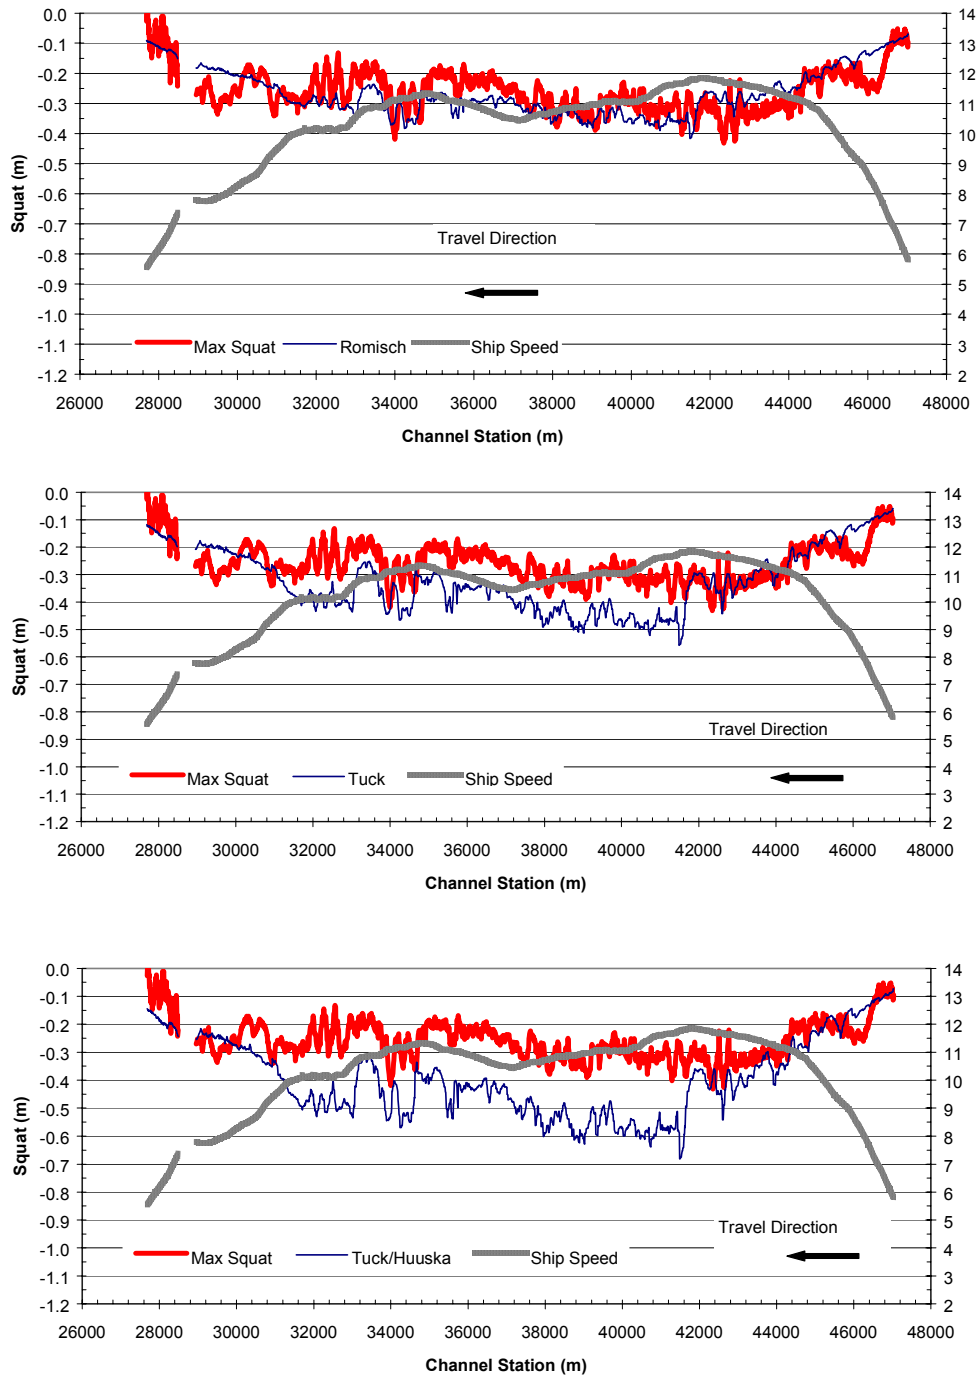 0.0 14
-0.1 13
-0.2 12
-0.3 11
-0.4 10
-0.5 9
-0.6 8
-0.7 7
-0.8 6
-0.9 5
-1.0 4
-1.1 3
-1.2 2
Squat (m)
Travel Direction
Max Squat Romisch Ship Speed
26000 28000 30000 32000 34000 36000 38000 40000 42000 44000 46000 48000
Channel Station (m)
0.0 14
-0.1 13
-0.2 12
-0.3 11
-0.4 10
-0.5 9
-0.6 8
-0.7 7
-0.8 6
-0.9 5
-1.0 4
-1.1 3
-1.2 2
Squat (m)
Travel Direction
Max Squat Tuck Ship Speed
26000 28000 30000 32000 34000 36000 38000 40000 42000 44000 46000 48000
Channel Station (m)
0.0 14
-0.1 13
-0.2 12
-0.3 11
-0.4 10
-0.5 9
-0.6 8
-0.7 7
-0.8 6
-0.9 5
-1.0 4
-1.1 3
-1.2 2
Squat (m)
Travel Direction
Max Squat Tuck/Huuska Ship Speed
26000 28000 30000 32000 34000 36000 38000 40000 42000 44000 46000 48000
Channel Station (m)